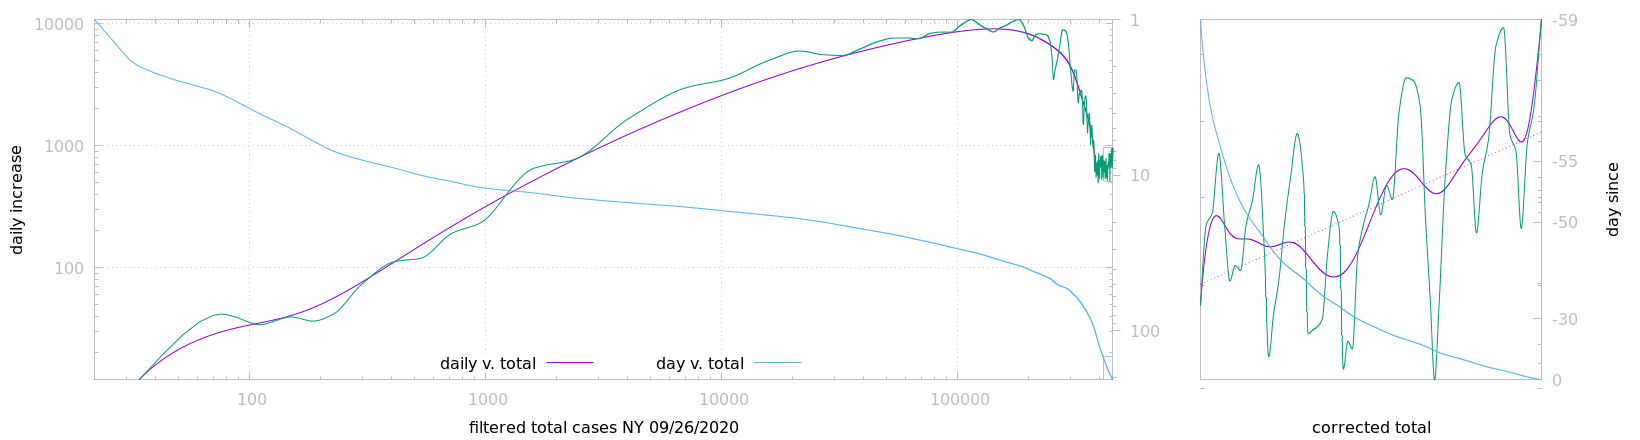 10000
1000
100
daily increase
100
1000
10000
100000
filtered total cases NY 09/26/2020
daily v. total
day v. total
1
10
100
-59
-55
-50
-30
0
day since
corrected total